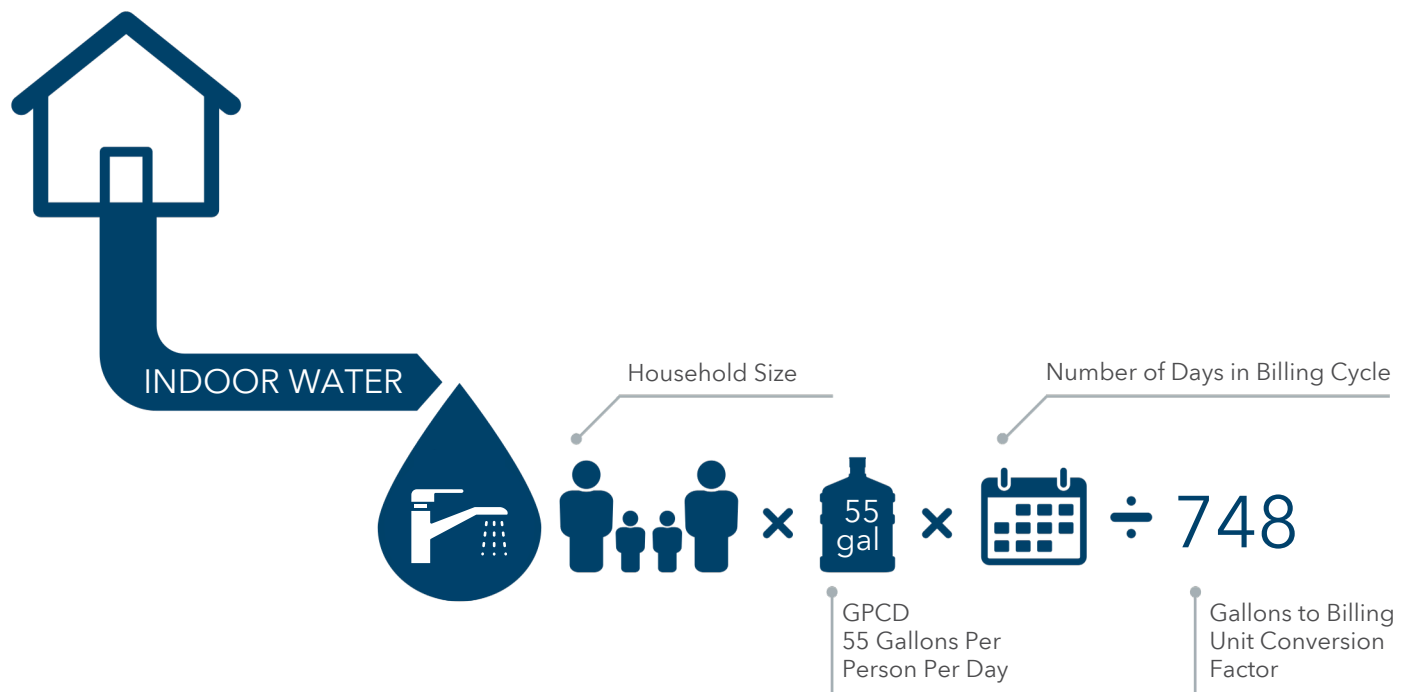 INDOOR WATER
Household Size
Number of Days in Billing Cycle
55
gal
748
GPCD
55 Gallons Per
Person Per Day
Gallons to Billing
Unit Conversion
Factor